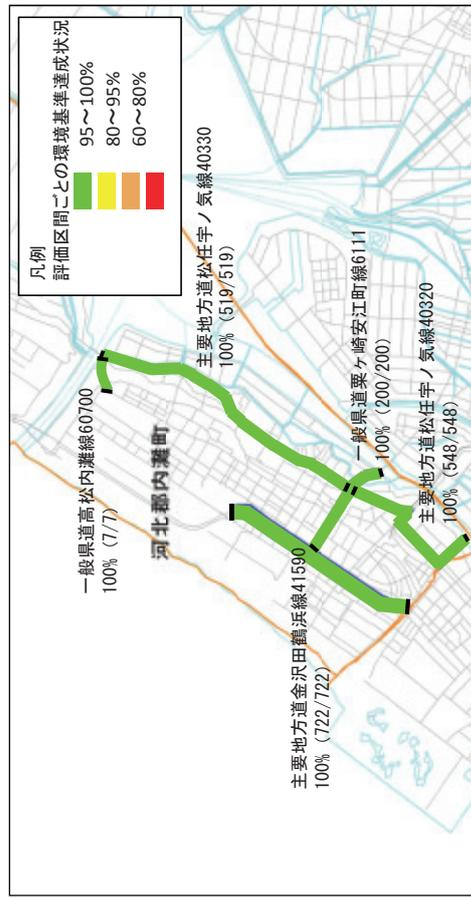 凡例
評価区間ごとの環境基準達成状況
95～100%
80～95%
60～80%
一般県道高松内灘線60700
100% (7/7)
河北郡内灘町
主要地方道松任宇ノ気線40330
100% (519/519)
一般県道粟ヶ崎安江町線6111
100% (200/200)
主要地方道金沢田鶴浜線41590
100% (722/722)
主要地方道松任宇ノ気線40320
100% (548/548)